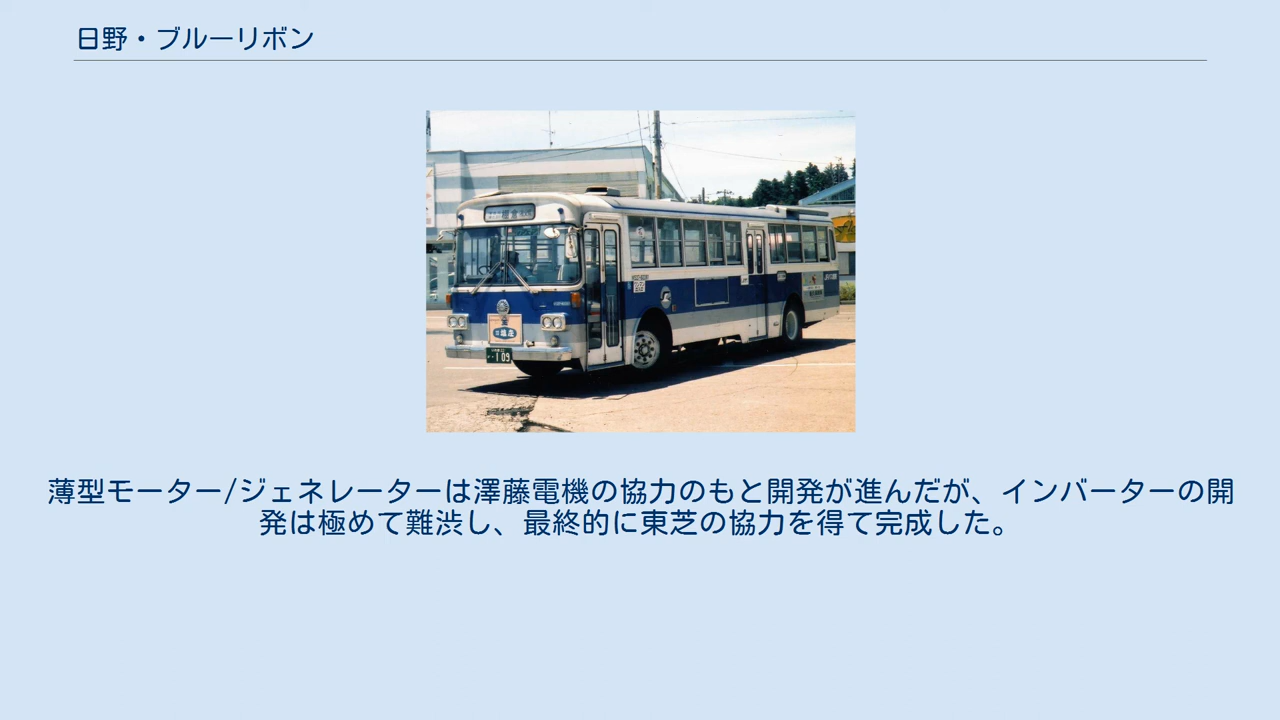 日野・ブルーリボン
109
薄型モーター/ジェネレーターは澤藤電機の協力のもと開発が進んだが、インバーターの開
発は極めて難渋し、最終的に東芝の協力を得て完成した。